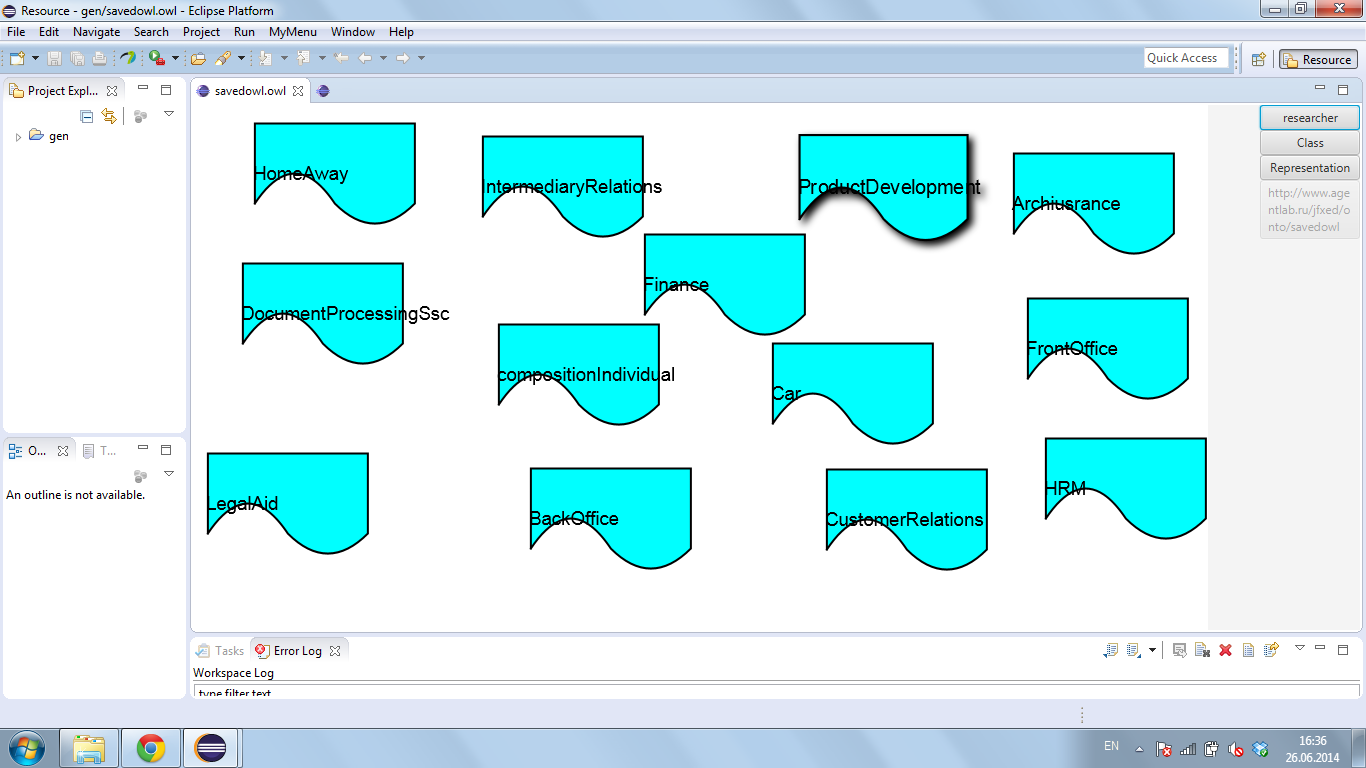 Resource - gen/savedowl.owl - Eclipse Platform
File Edit Navigate Search Project Run MyMenu Window Help
Quick Access
Resource
Project Expl...
gen
savedowl.owl
HomeAway
IntermediaryRelations
ProductDevelopment
Archiusrance
DocumentProcessingSsc
Finance
compositionIndividual
Car
FrontOffice
LegalAid
BackOffice
CustomerRelations
HRM
researcher
Class
Representation
http://www.age
ntlab.ru/jfxed/o
nto/savedowl
O...
T...
An outline is not available.
Tasks
Error Log
Workspace Log
type filter text
EN
16:36
26.06.2014